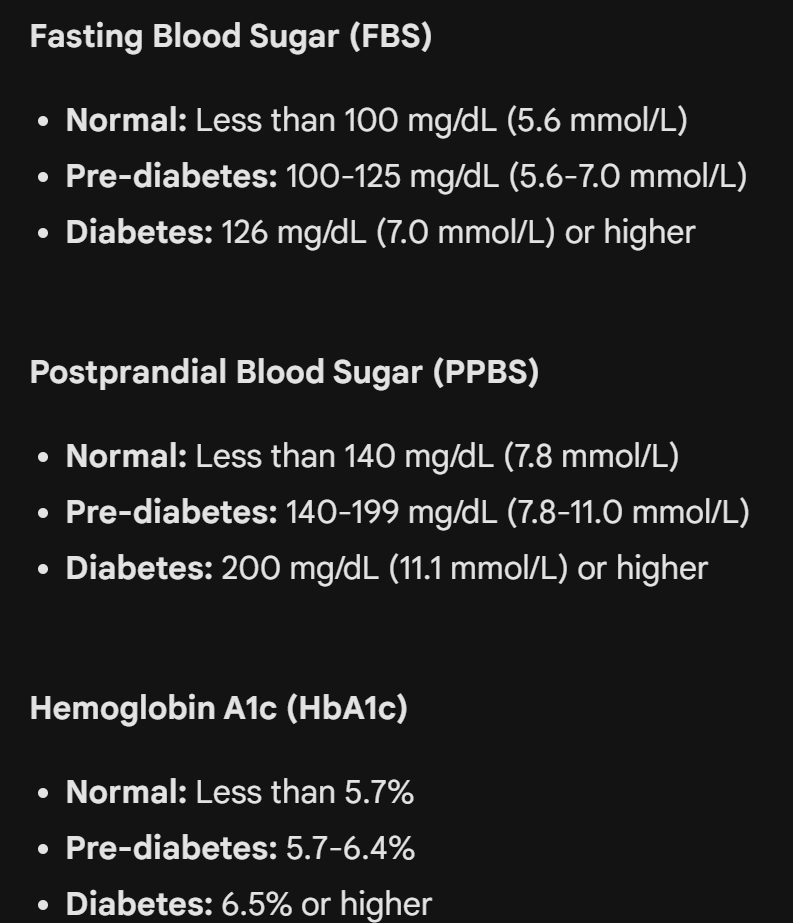 Fasting Blood Sugar (FBS)
• Normal: Less than 100 mg/dL (5.6 mmol/L)
• Pre-diabetes: 100-125 mg/dL (5.6-7.0 mmol/L)
• Diabetes: 126 mg/dL (7.0 mmol/L) or higher
Postprandial Blood Sugar (PPBS)
• Normal: Less than 140 mg/dL (7.8 mmol/L)
• Pre-diabetes: 140-199 mg/dL (7.8-11.0 mmol/L)
• Diabetes: 200 mg/dL (11.1 mmol/L) or higher
Hemoglobin A1c (HbA1c)
• Normal: Less than 5.7%
• Pre-diabetes: 5.7-6.4%
• Diabetes: 6.5% or higher